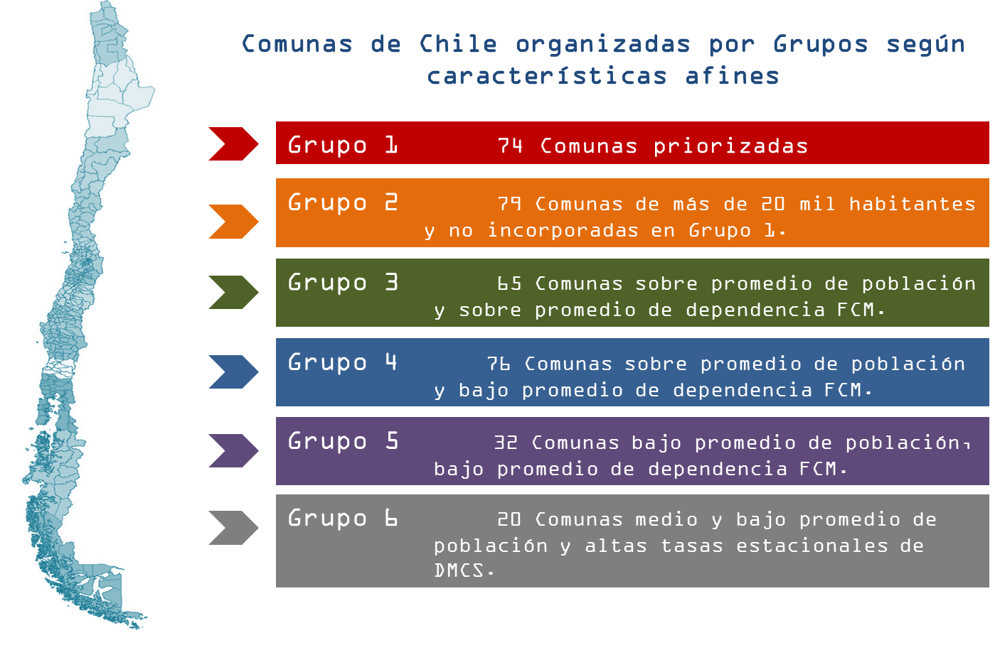 Comunas de Chile organizadas por Grupos según
características afines
Grupo 1 74 Comunas priorizadas
Grupo 2 79 Comunas de más de 20 mil habitantes
y no incorporadas en Grupo 1.
Grupo 3 65 Comunas sobre promedio de población
y sobre promedio de dependencia FCM.
Grupo 4 76 Comunas sobre promedio de población
y bajo promedio de dependencia FCM.
Grupo 5 32 Comunas bajo promedio de población,
bajo promedio de dependencia FCM.
Grupo 6 20 Comunas medio y bajo promedio de
población y altas tasas estacionales de
DMCS.